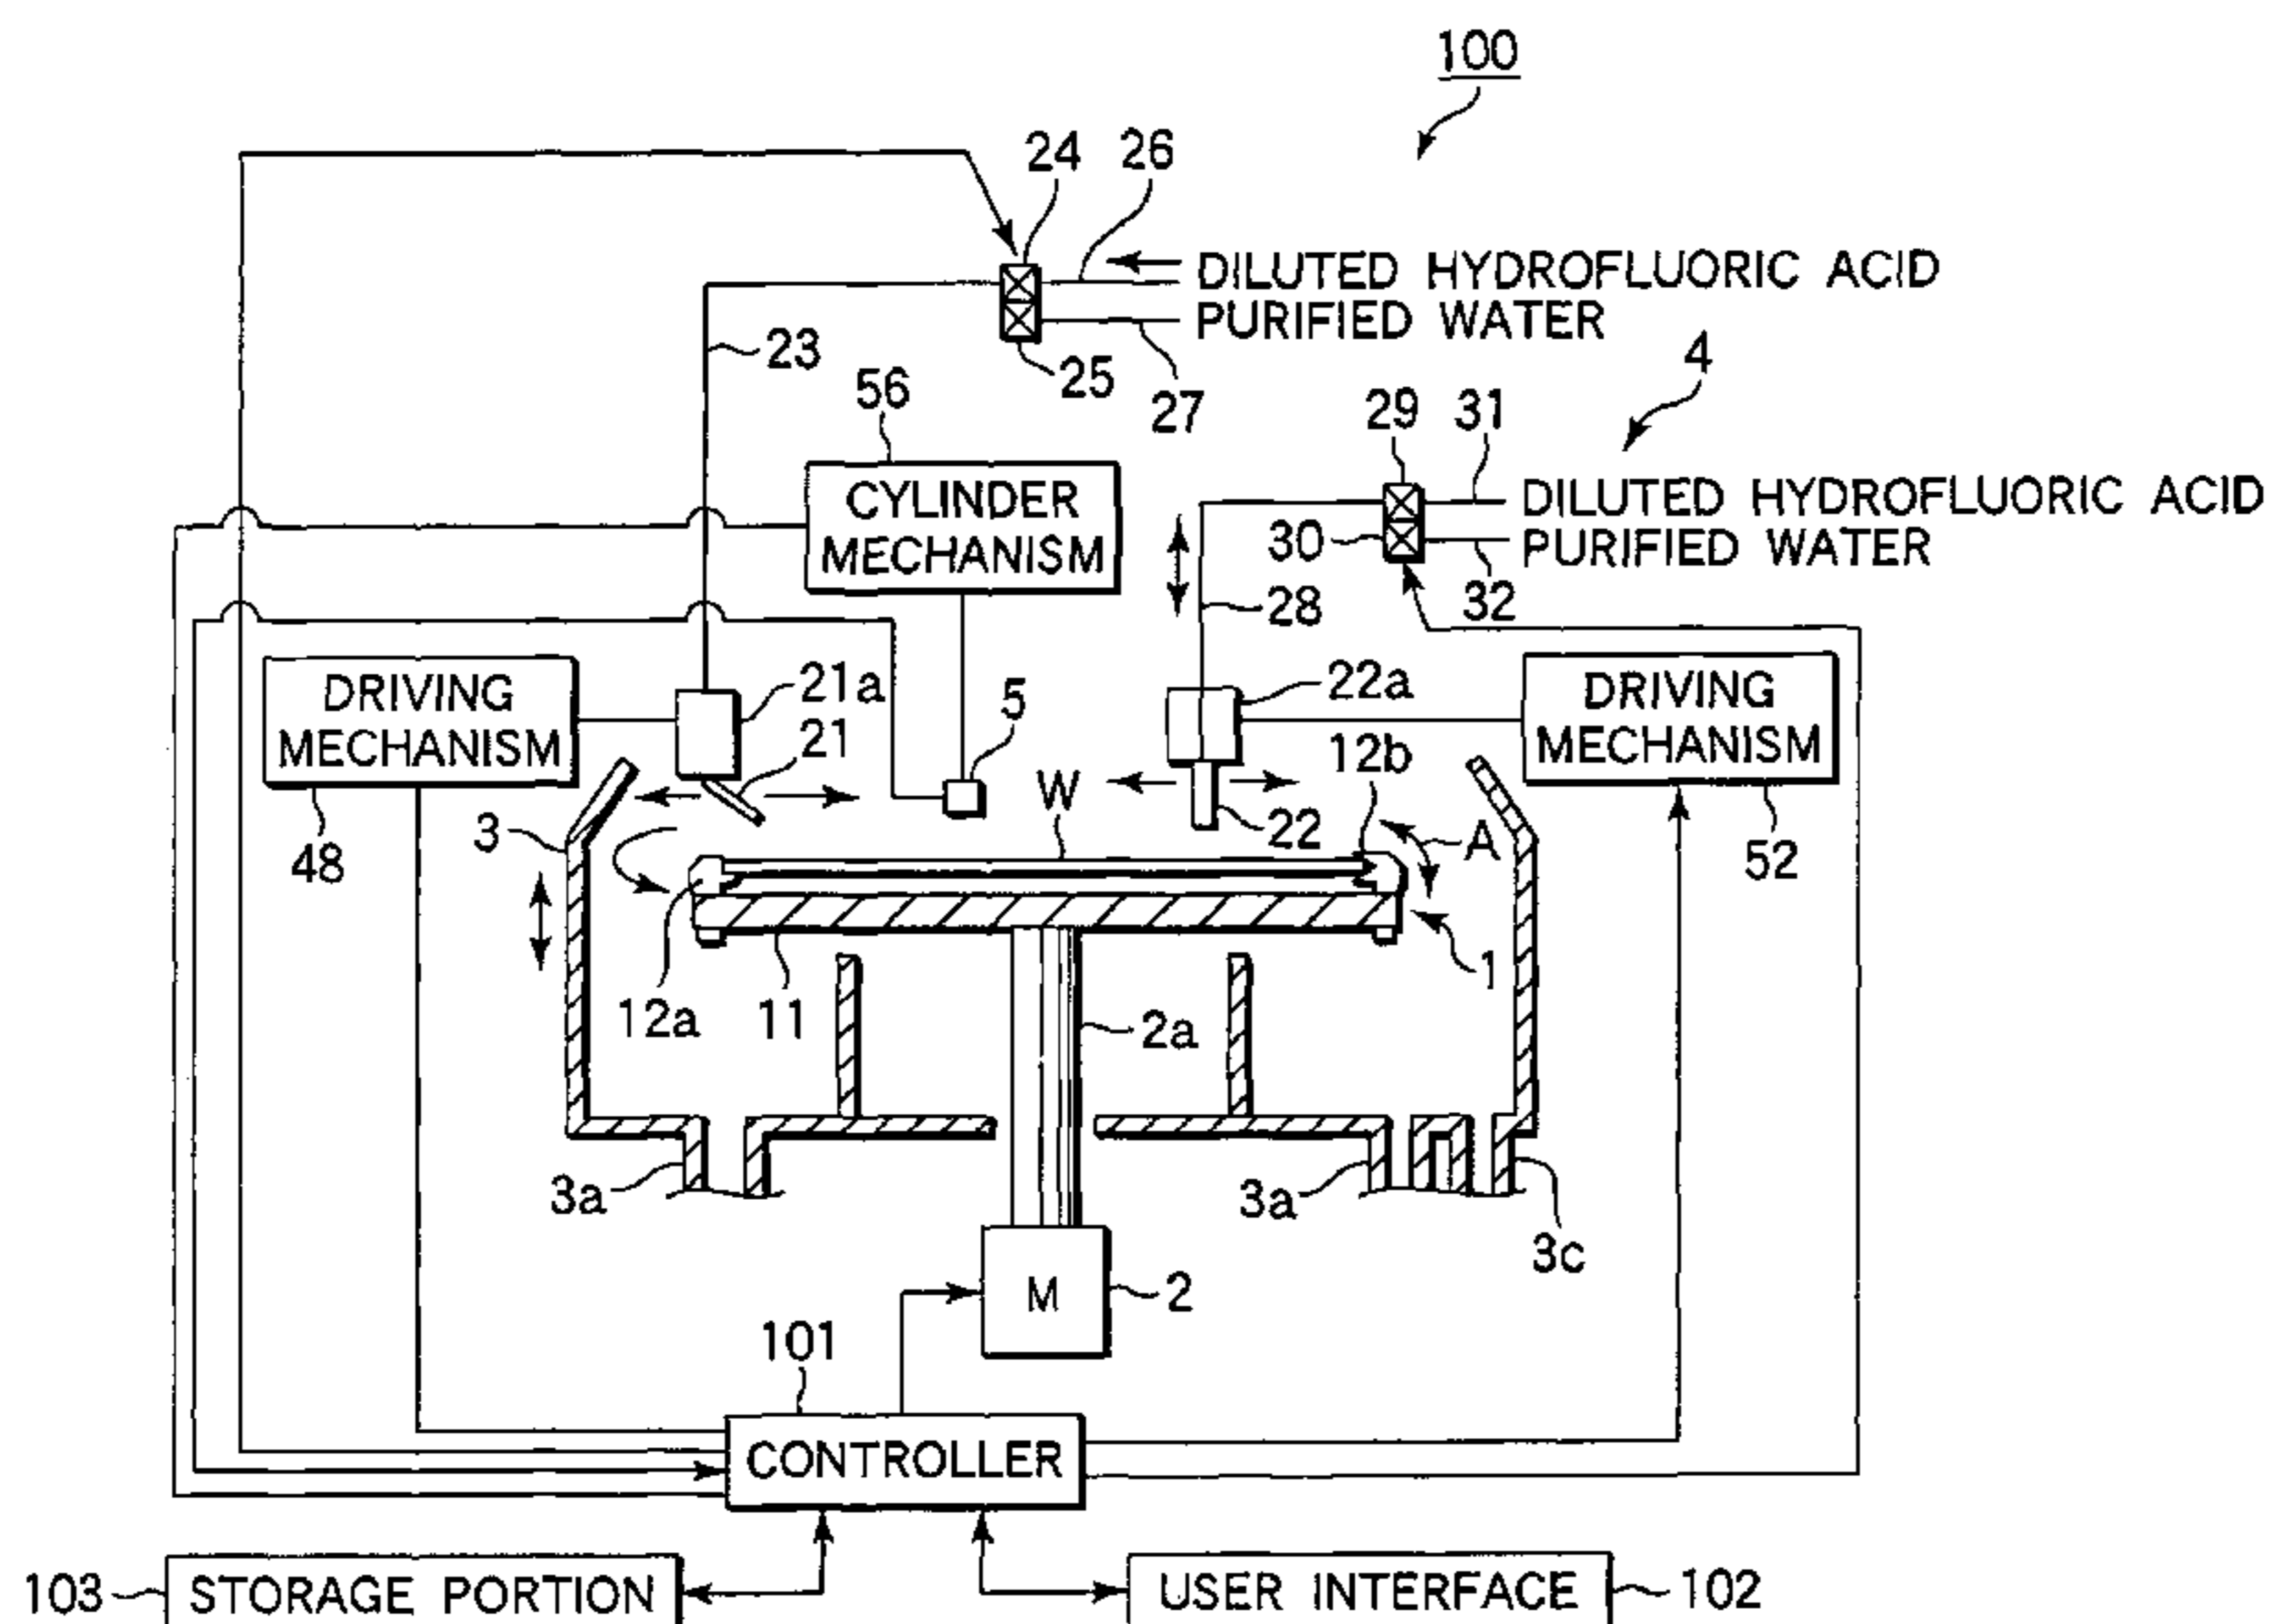 100
24 26
DILUTED HYDROFLUORIC ACID
PURIFIED WATER
23
25
27
4
56
29 31
CYLINDER
MECHANISM
DILUTED HYDROFLUORIC ACID
PURIFIED WATER
30
32
28
DRIVING
MECHANISM
21a
21
5
22a
12b
DRIVING
MECHANISM
W
22
A
3
48
52
12a
11
2a
1
3a
3a
3c
M
2
101
CONTROLLER
103
STORAGE PORTION
USER INTERFACE
102